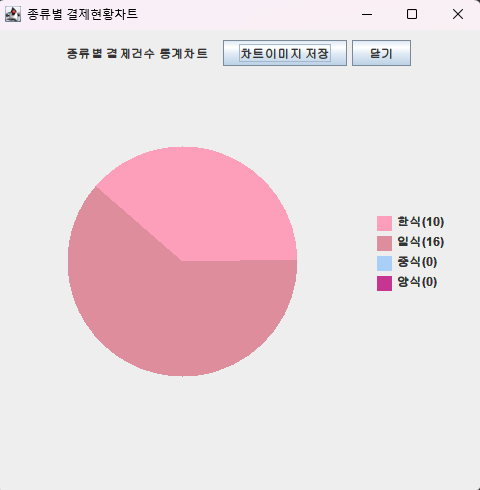 종류별 결제현황차트
종류별 결제건수 통계차트 차트이미지 저장 닫기
한식(10)
일식(16)
중식(0)
양식(0)